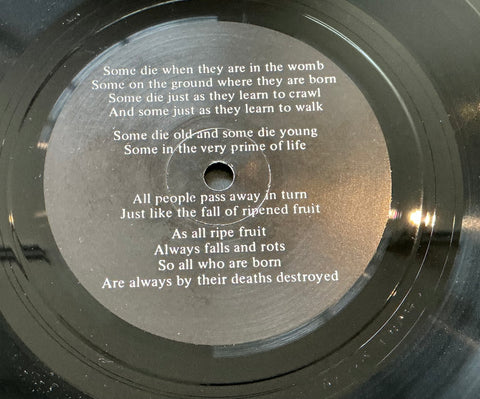 Some die when they are in the womb
Some on the ground where they are born
Some die just as they learn to crawl
And some just as they learn to walk
Some die old and some die young
Some in the very prime of life
All people pass away in turn
Just like the fall of ripened fruit
As all ripe fruit
Always falls and rots
So all who are born
Are always by their deaths destroyed